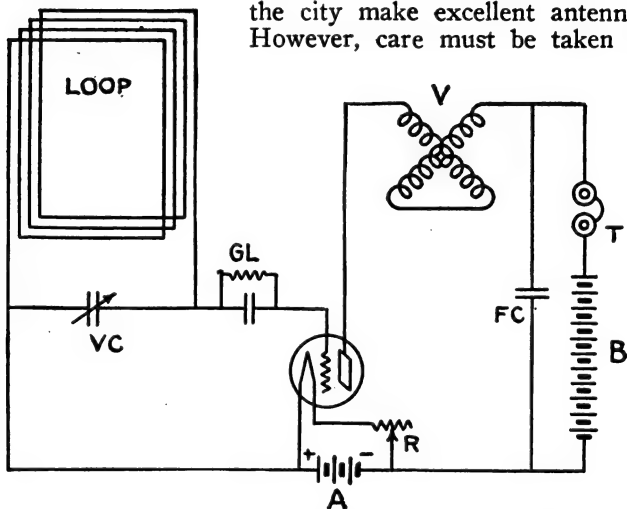 the city make excellent antenn
However, care must be taken
LOOP
V
GL
T
VC
FC
B
+ -
R
A